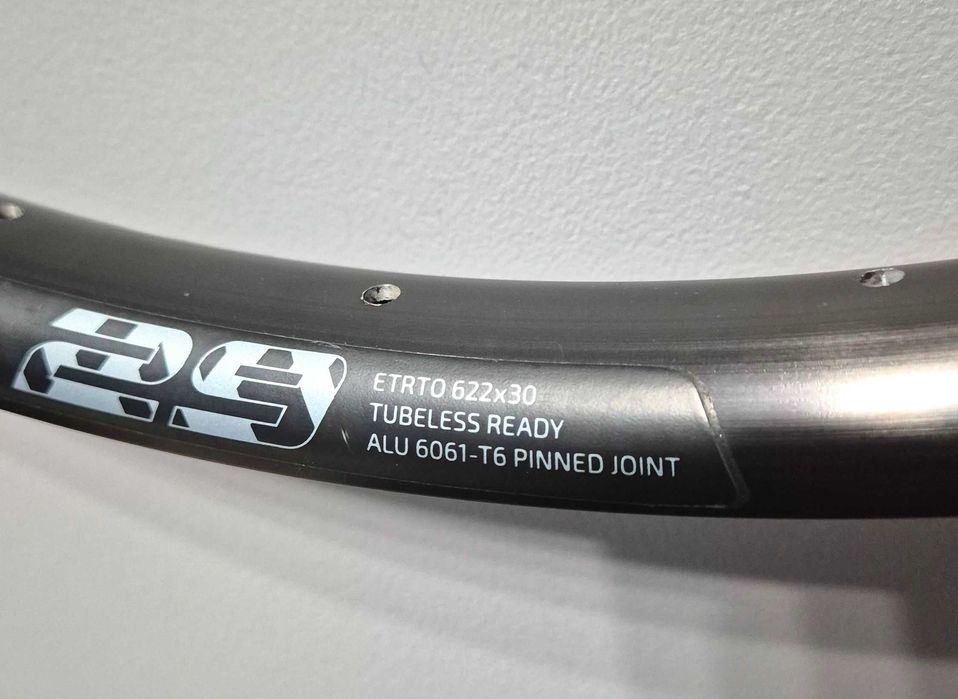 29
ETRTO 622x30
TUBELESS READY
ALU 6061-T6 PINNED JOINT